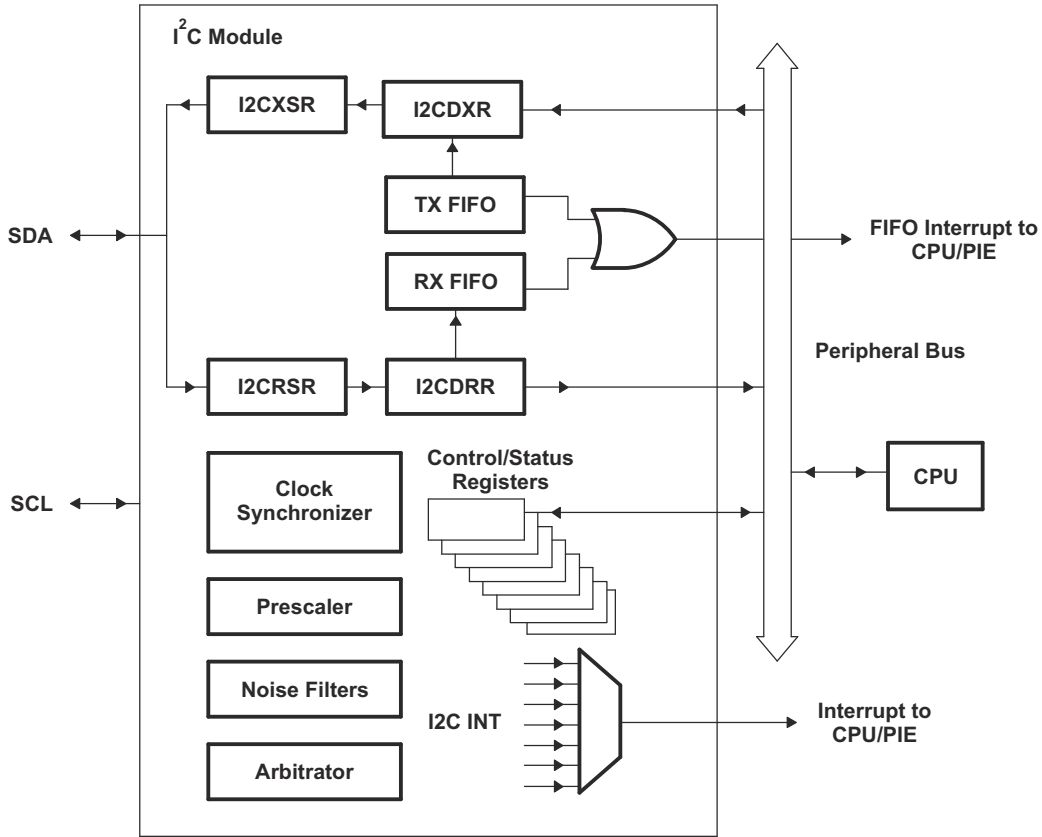 I2C Module
I2CXSR
I2CDXR
TX FIFO
SDA
FIFO Interrupt to
CPU/PIE
RX FIFO
Peripheral Bus
I2CRSR
I2CDRR
Control/Status
Registers
CPU
SCL
Clock
Synchronizer
Prescaler
Noise Filters
I2C INT
Interrupt to
CPU/PIE
Arbitrator